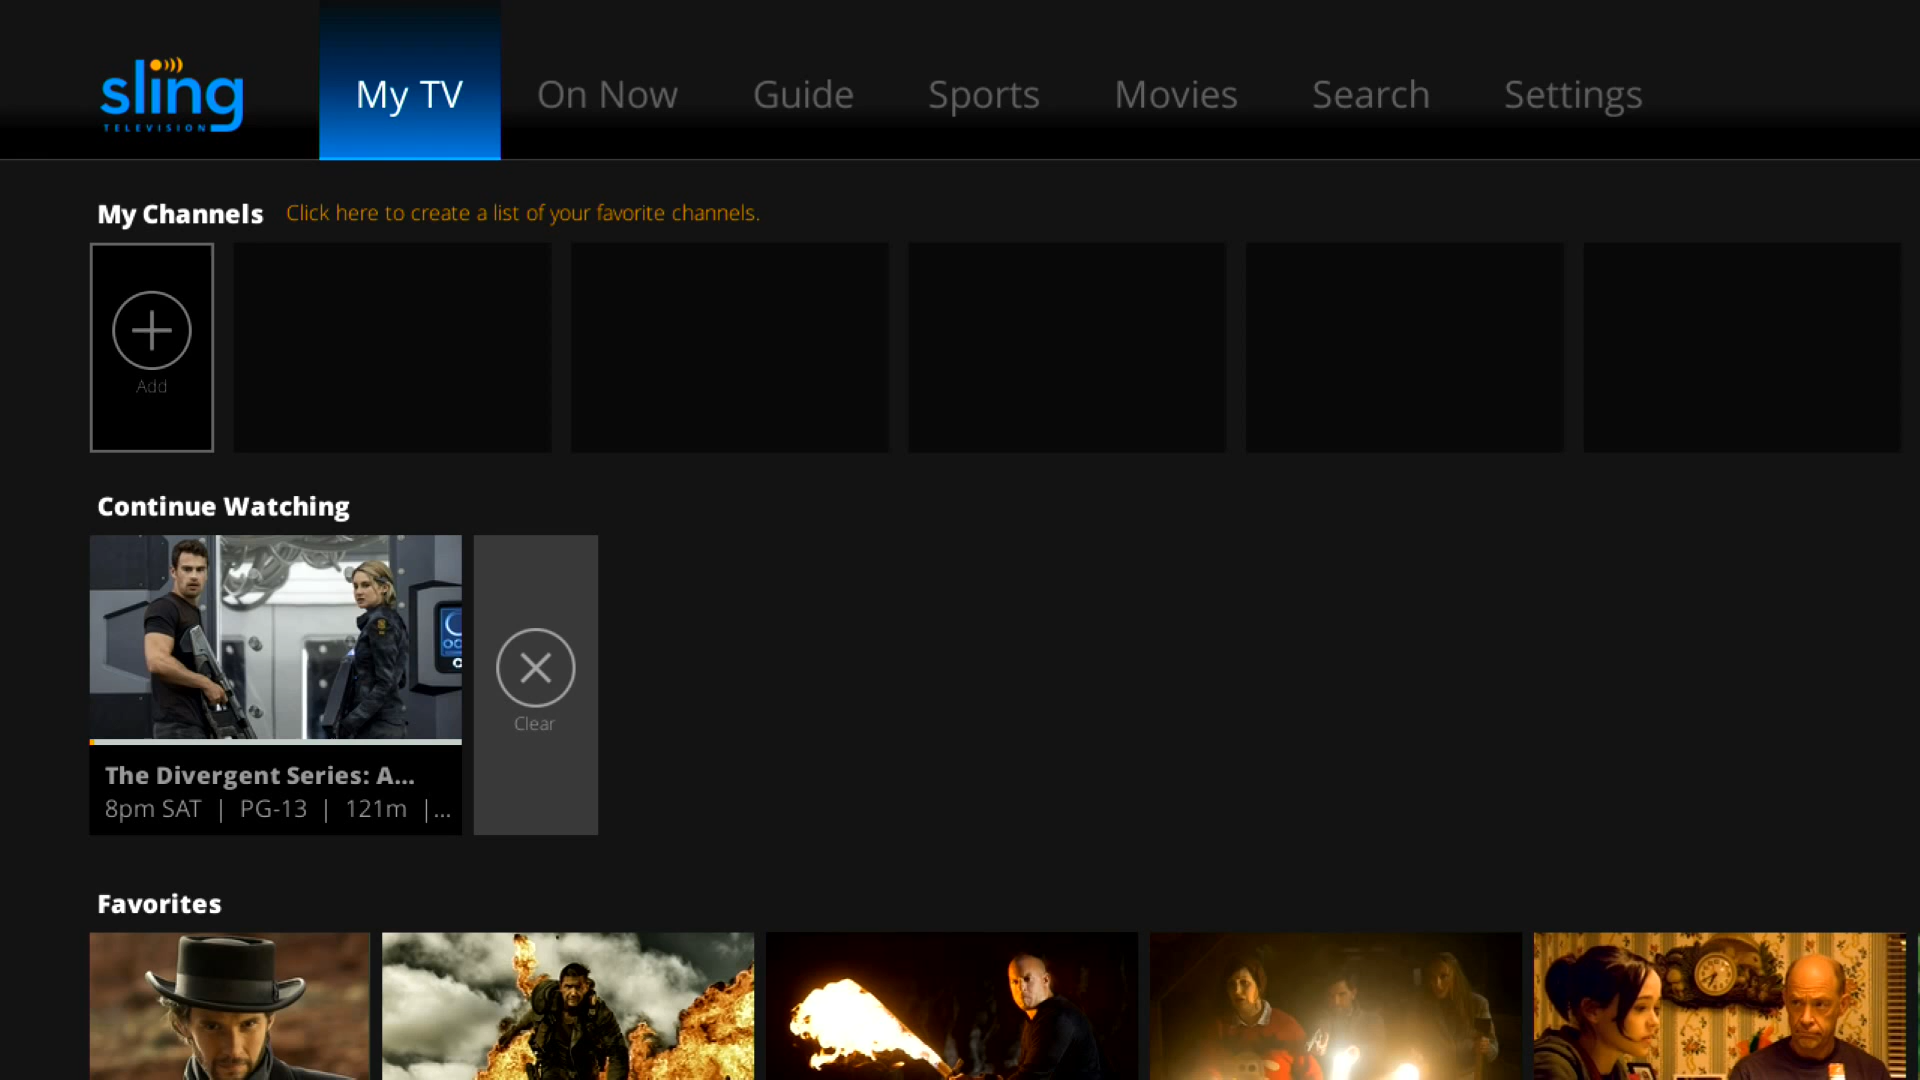 sling
TELEVISION
My TV
On Now
Guide
Sports
Movies
Search
Settings
My Channels
Click here to create a list of your favorite channels.
Add
Continue Watching
The Divergent Series: A...
8pm SAT | PG-13 | 121m |...
Clear
Favorites